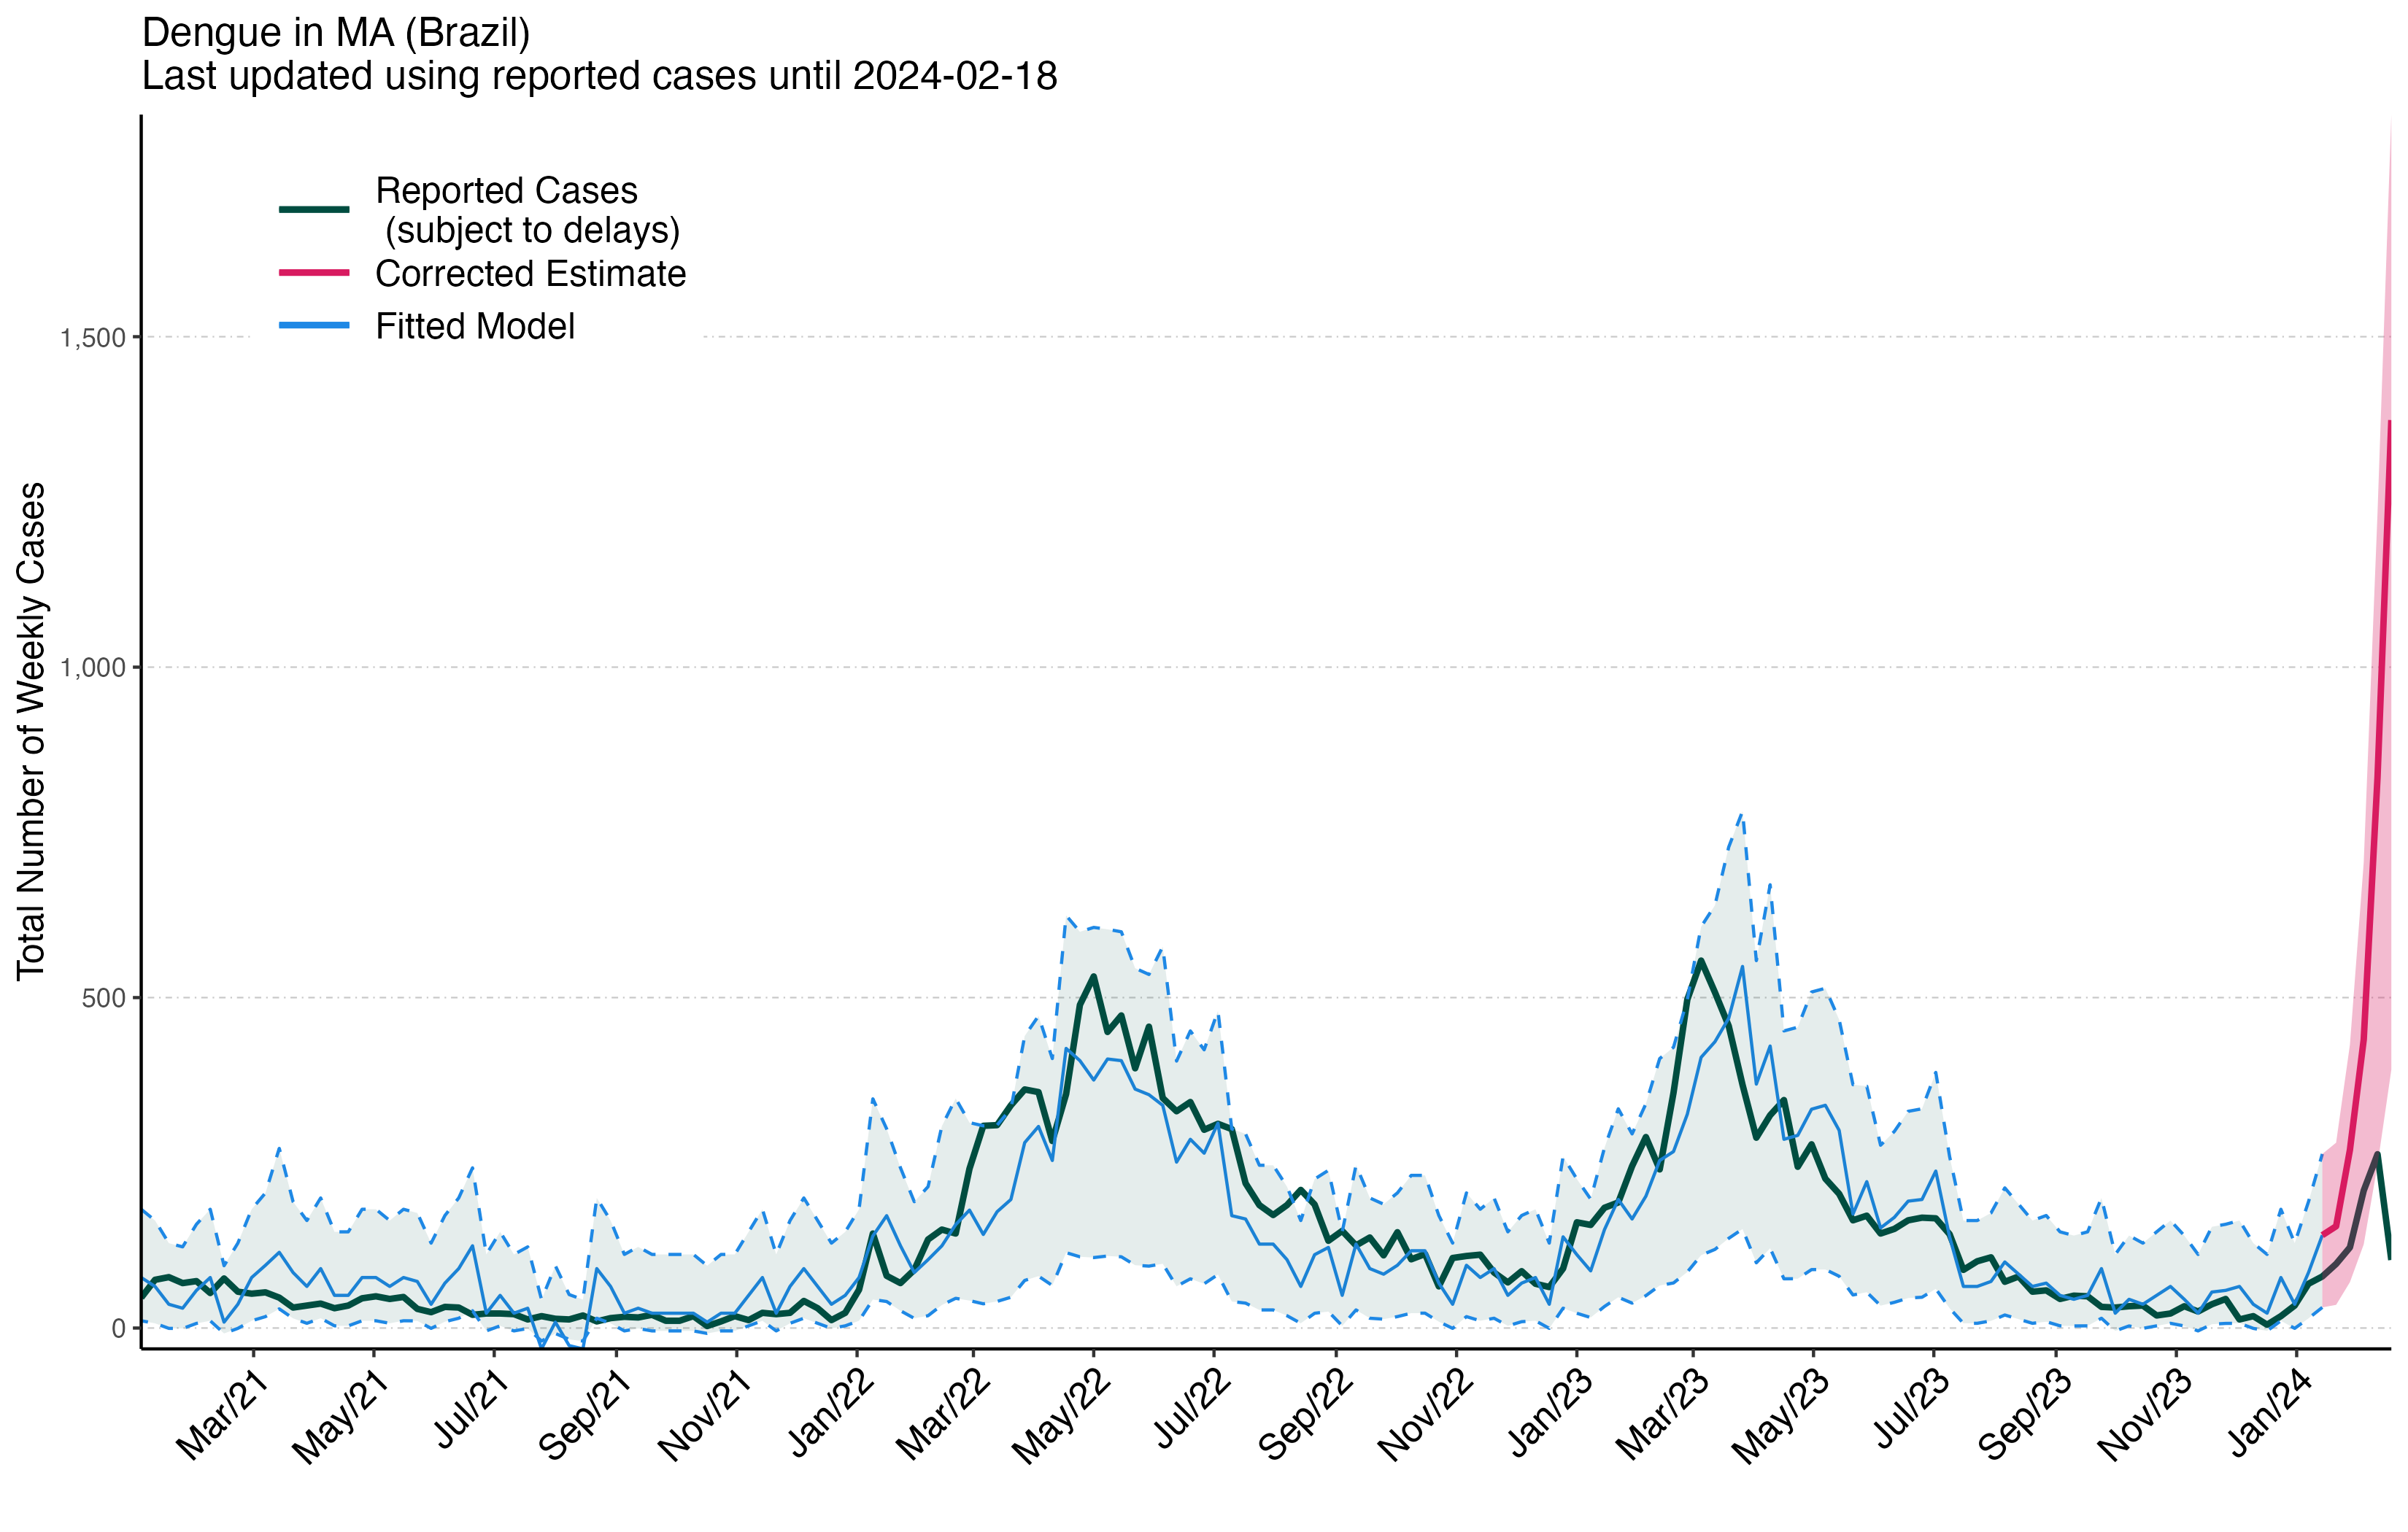 Dengue in MA (Brazil)
Last updated using reported cases until 2024-02-18
Reported Cases
(subject to delays)
Corrected Estimate
Fitted Model
Total Number of Weekly Cases
1,500
1,000
500
0
Mar/21
May/21
Jul/21
Sep/21
Nov/21
Jan/22
Mar/22
May/22
Jul/22
Sep/22
Nov/22
Jan/23
Mar/23
May/23
Jul/23
Sep/23
Nov/23
Jan/24